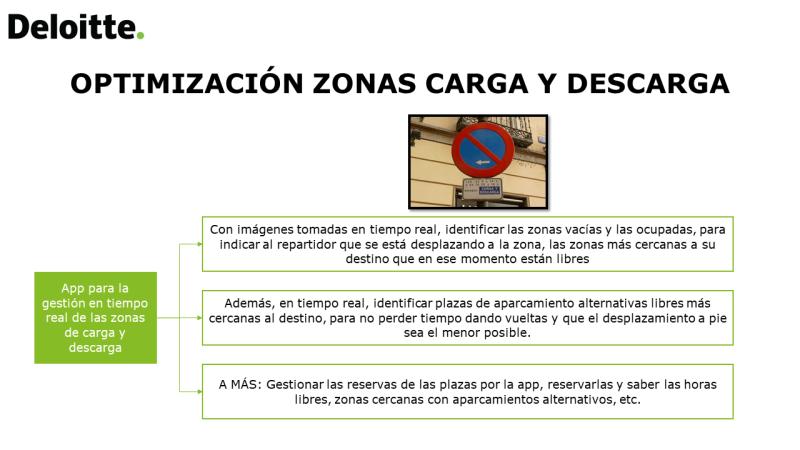 Deloitte.
OPTIMIZACIÓN ZONAS CARGA Y DESCARGA
Con imágenes tomadas en tiempo real, identificar las zonas vacías y las ocupadas, para
indicar al repartidor que se está desplazando a la zona, las zonas más cercanas a su
destino que en ese momento están libres
App para la
gestión en tiempo
real de las zonas
de carga y
descarga
Además, en tiempo real, identificar plazas de aparcamiento alternativas libres más
cercanas al destino, para no perder tiempo dando vueltas y que el desplazamiento a pie
sea el menor posible.
A MÁS: Gestionar las reservas de las plazas por la app, reservarlas y saber las horas
libres, zonas cercanas con aparcamientos alternativos, etc.